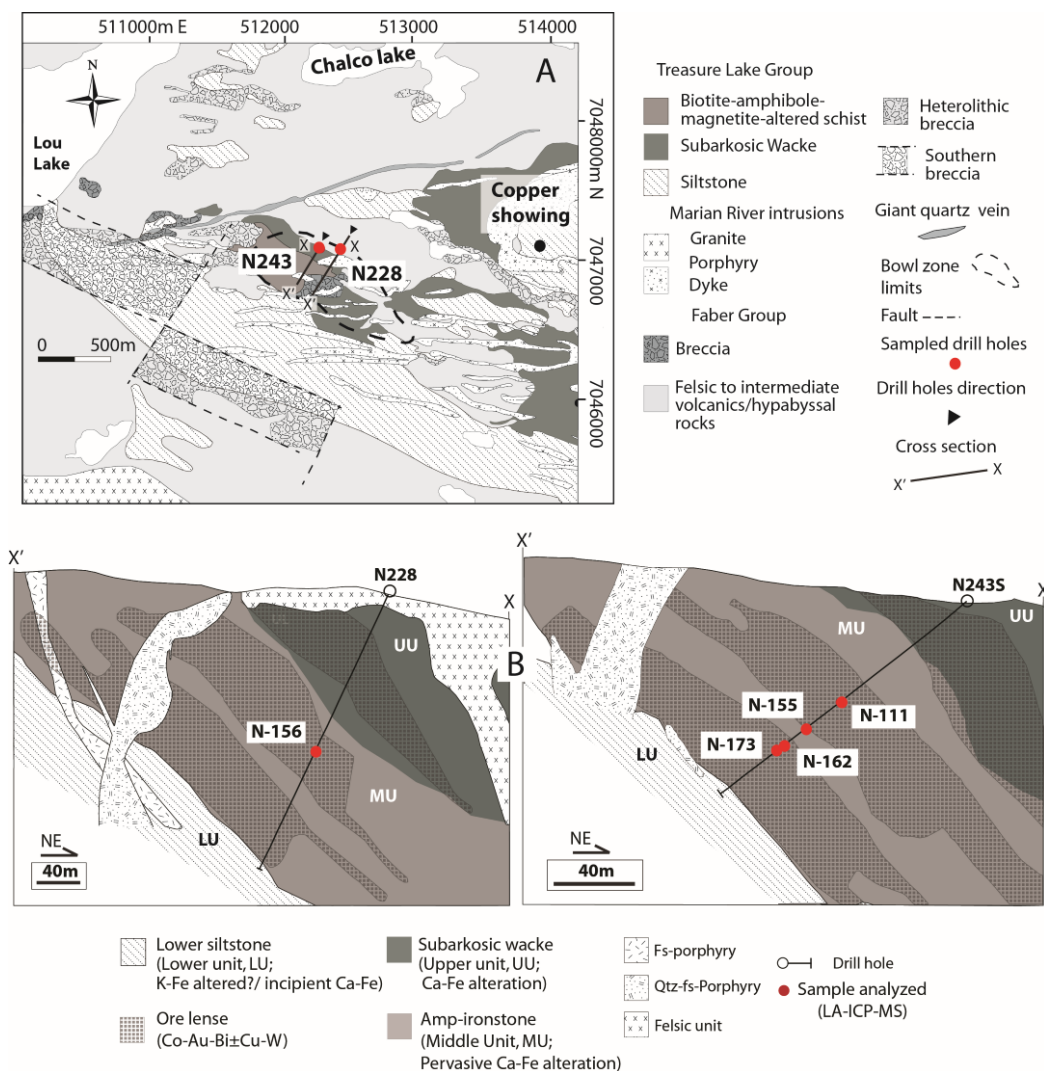 511000m E 512000 513000 514000
Chalco lake
A
N
Lou
Lake
7048000m N
Copper
showing
X X
N243
N228
7047000
X'
X'
0 500m
7046000
Treasure Lake Group
Biotite-amphibole-
magnetite-altered schist
Subarkosic Wacke
Siltstone
Marian River intrusions
Granite
Porphyry
Dyke
Faber Group
Breccia
Felsic to intermediate
volcanics/hypabyssal
rocks
Heterolithic
breccia
Southern
breccia
Giant quartz vein
Bowl zone
limits
Fault
Sampled drill holes
Drill holes direction
Cross section
X' X
X'
N228
X
UU
N-156
MU
LU
NE
40m
B
X'
N243S
X
UU
MU
N-155
N-111
N-173
N-162
LU
NE
40m
Lower siltstone
(Lower unit, LU;
K-Fe altered?/ incipient Ca-Fe)
Ore lense
(Co-Au-Bi±Cu-W)
Subarkosic wacke
(Upper unit, UU;
Ca-Fe alteration)
Amp-ironstone
(Middle Unit, MU;
Pervasive Ca-Fe alteration)
Fs-porphyry
Qtz-fs-Porphyry
Felsic unit
Drill hole
Sample analyzed
(LA-ICP-MS)